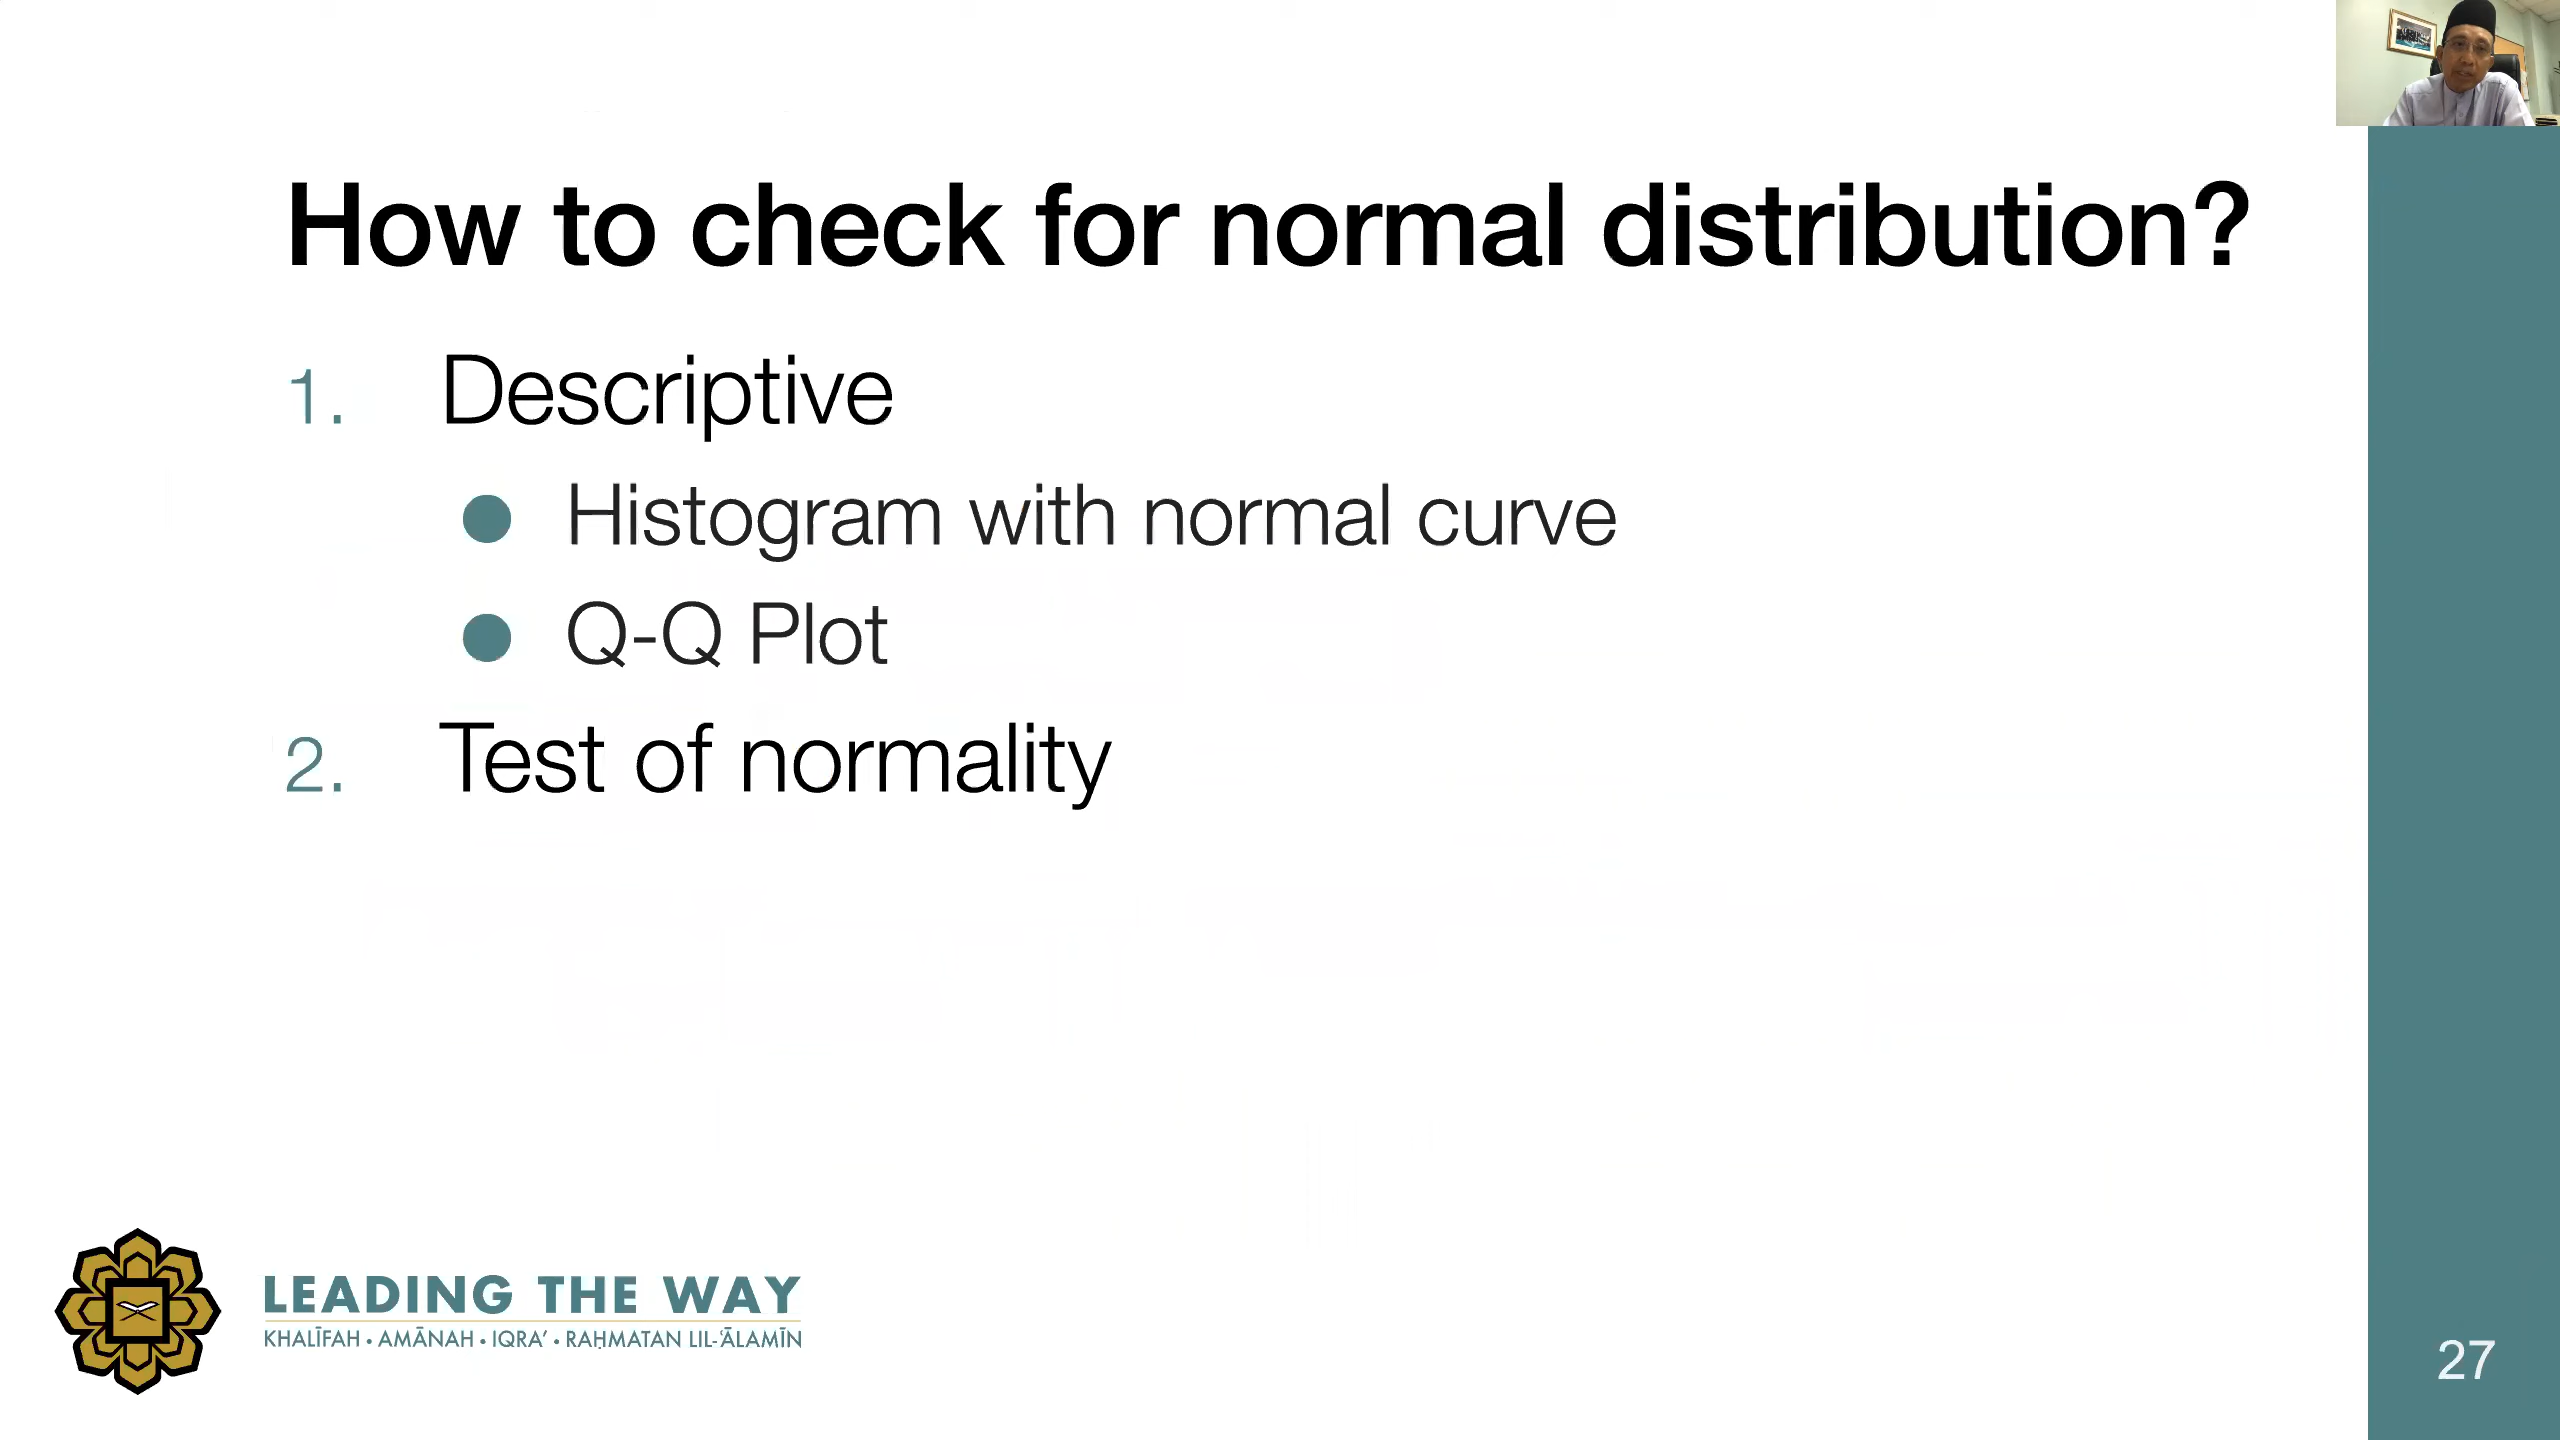 How to check for normal distribution?
1. Descriptive
● Histogram with normal curve
● Q-Q Plot
2. Test of normality
LEADING THE WAY
KHALĪFAH • AMĀNAH • IQRA’ • RAḤMATAN LIL-ʿĀLAMĪN
27